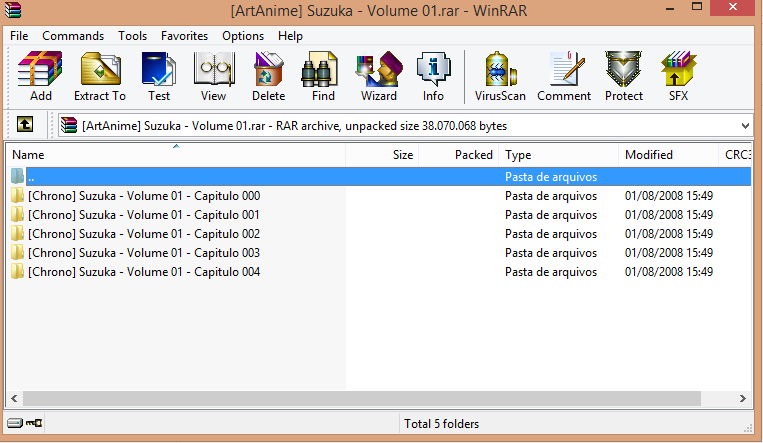 [ArtAnime] Suzuka - Volume 01.rar - WinRAR
File Commands Tools Favorites Options Help
Add Extract To Test View Delete Find Wizard Info VirusScan Comment Protect SFX
[ArtAnime] Suzuka - Volume 01.rar - RAR archive, unpacked size 38.070.068 bytes
Name Size Packed Type Modified CRC3
.. Pasta de arquivos
[Chrono] Suzuka - Volume 01 - Capitulo 000 Pasta de arquivos 01/08/2008 15:49
[Chrono] Suzuka - Volume 01 - Capitulo 001 Pasta de arquivos 01/08/2008 15:49
[Chrono] Suzuka - Volume 01 - Capitulo 002 Pasta de arquivos 01/08/2008 15:49
[Chrono] Suzuka - Volume 01 - Capitulo 003 Pasta de arquivos 01/08/2008 15:49
[Chrono] Suzuka - Volume 01 - Capitulo 004 Pasta de arquivos 01/08/2008 15:49
Total 5 folders